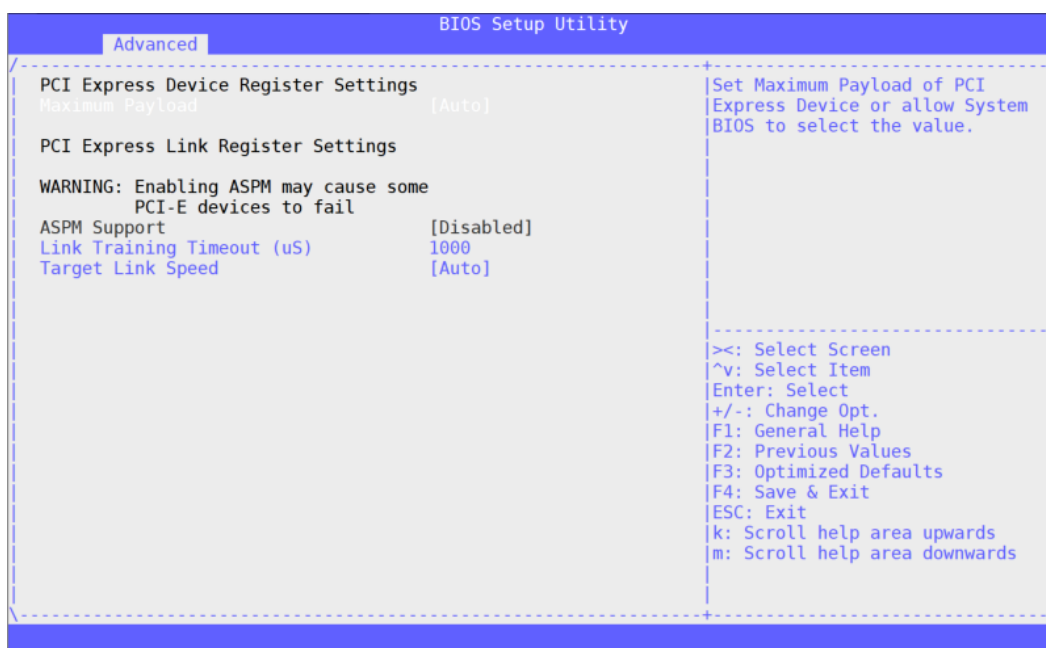 BIOS Setup Utility
Advanced
PCI Express Device Register Settings
Maximum Payload [Auto]
PCI Express Link Register Settings
WARNING: Enabling ASPM may cause some
PCI-E devices to fail
ASPM Support [Disabled]
Link Training Timeout (uS) 1000
Target Link Speed [Auto]
Set Maximum Payload of PCI
Express Device or allow System
BIOS to select the value.
><: Select Screen
^v: Select Item
Enter: Select
+/-: Change Opt.
F1: General Help
F2: Previous Values
F3: Optimized Defaults
F4: Save & Exit
ESC: Exit
k: Scroll help area upwards
m: Scroll help area downwards